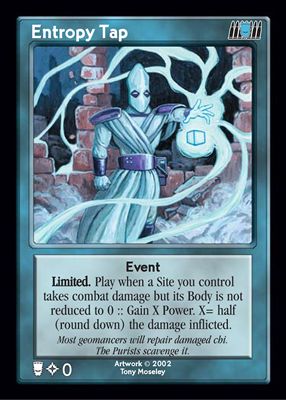 Entropy Tap
Event
Limited. Play when a Site you control
takes combat damage but its Body is not
reduced to 0 :: Gain X Power. X= half
(round down) the damage inflicted.
Most geomancers will repair damaged chi.
The Purists scavenge it.
0
Artwork © 2002
Tony Moseley